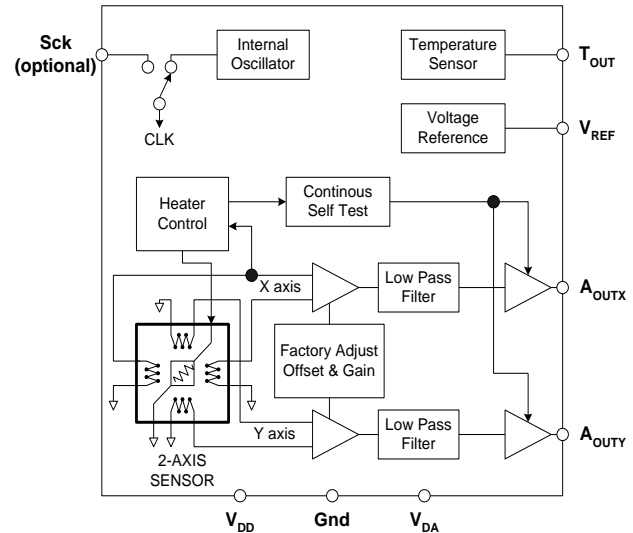 Sck
(optional)
Internal
Oscillator
CLK
Temperature
Sensor
TOUT
Voltage
Reference
VREF
Heater
Control
Continous
Self Test
X axis
Low Pass
Filter
AOUTX
Factory Adjust
Offset & Gain
Y axis
Low Pass
Filter
AOUTY
2-AXIS
SENSOR
VDD
Gnd
VDA